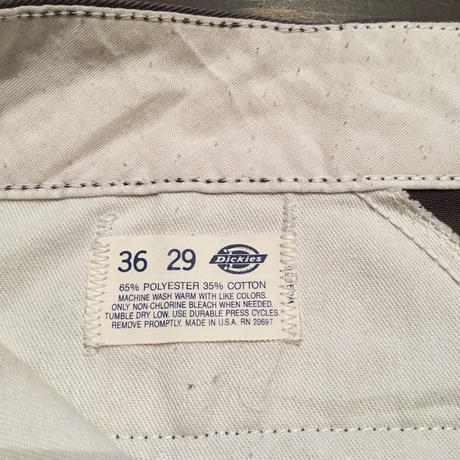 36 29 Dickies
65% POLYESTER 35% COTTON
MACHINE WASH WARM WITH LIKE COLORS.
ONLY NON-CHLORINE BLEACH WHEN NEEDED.
TUMBLE DRY LOW. USE DURABLE PRESS CYCLES.
REMOVE PROMPTLY. MADE IN U.S.A. RN 20697